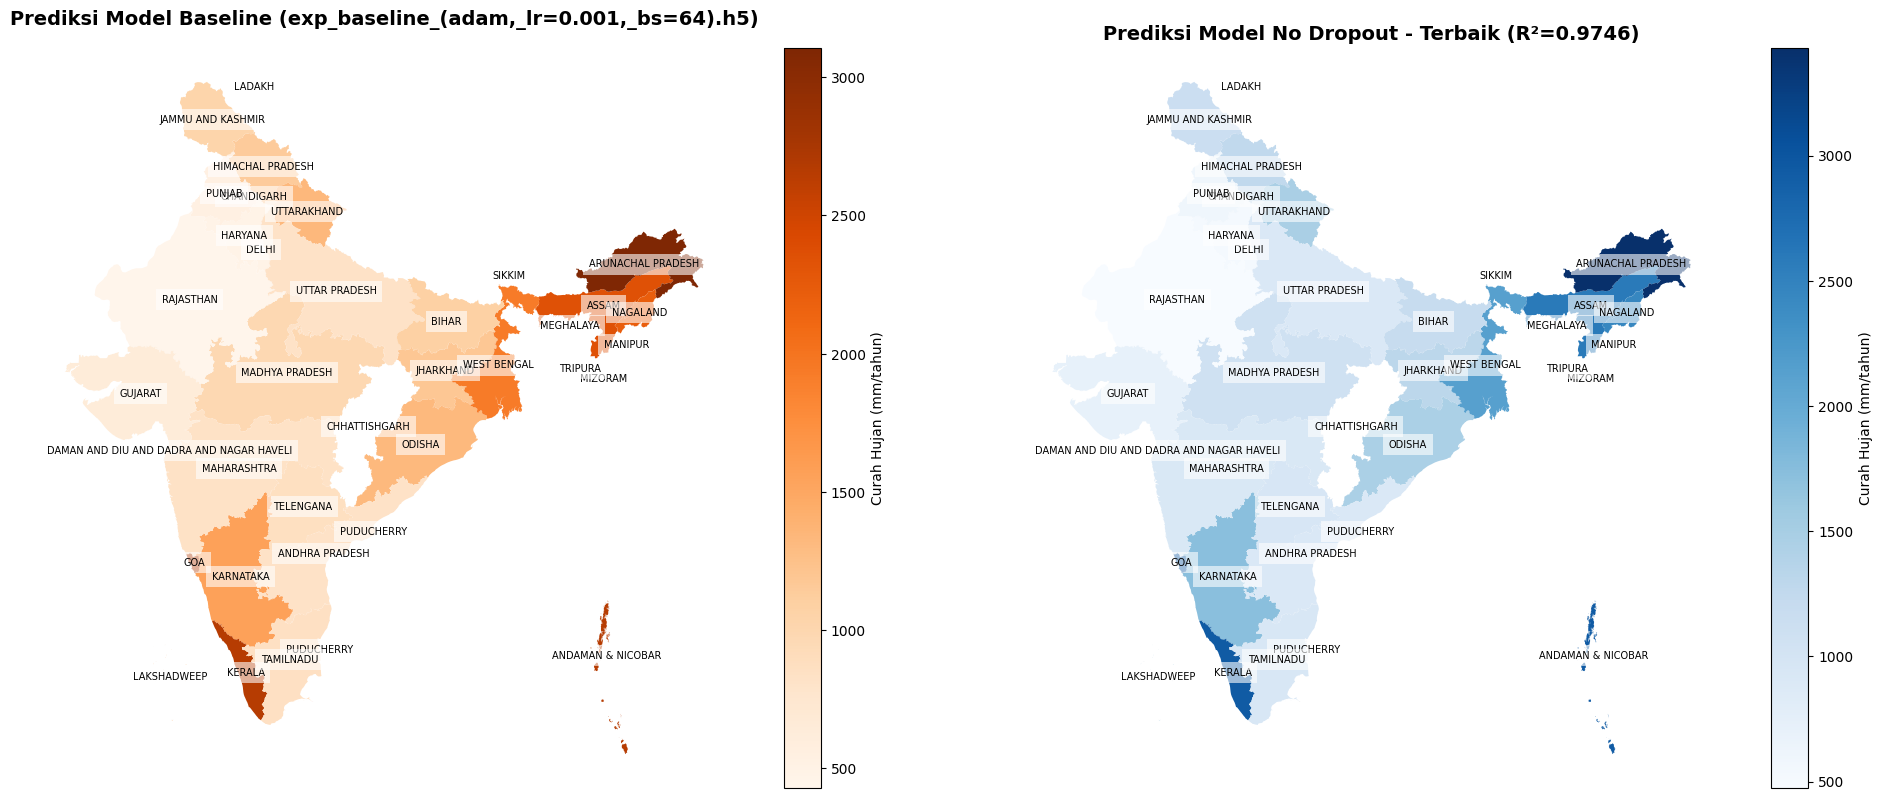 Prediksi Model Baseline (exp_baseline_(adam,_lr=0.001,_bs=64).h5)
LADAKH
JAMMU AND KASHMIR
HIMACHAL PRADESH
PUNJAB
CHANDIGARH
UTTARAKHAND
HARYANA
DELHI
ARUNACHAL PRADESH
SIKKIM
UTTAR PRADESH
RAJASTHAN
ASSAM
NAGALAND
BIHAR
MEGHALAYA
MANIPUR
WEST BENGAL
TRIPURA
JHARKHAND
MADHYA PRADESH
MIZORAM
GUJARAT
CHHATTISGARH
ODISHA
DAMAN AND DIU AND DADRA AND NAGAR HAVELI
MAHARASHTRA
TELENGANA
PUDUCHERRY
ANDHRA PRADESH
GOA
KARNATAKA
PUDUCHERRY
ANDAMAN & NICOBAR
TAMILNADU
KERALA
LAKSHADWEEP
3000
2500
2000
1500
1000
500
Curah Hujan (mm/tahun)
Prediksi Model No Dropout - Terbaik (R²=0.9746)
LADAKH
JAMMU AND KASHMIR
HIMACHAL PRADESH
PUNJAB
CHANDIGARH
UTTARAKHAND
HARYANA
DELHI
ARUNACHAL PRADESH
SIKKIM
UTTAR PRADESH
RAJASTHAN
ASSAM
NAGALAND
BIHAR
MEGHALAYA
MANIPUR
WEST BENGAL
TRIPURA
JHARKHAND
MADHYA PRADESH
MIZORAM
GUJARAT
CHHATTISGARH
ODISHA
DAMAN AND DIU AND DADRA AND NAGAR HAVELI
MAHARASHTRA
TELENGANA
PUDUCHERRY
ANDHRA PRADESH
GOA
KARNATAKA
PUDUCHERRY
ANDAMAN & NICOBAR
TAMILNADU
KERALA
LAKSHADWEEP
3000
2500
2000
1500
1000
500
Curah Hujan (mm/tahun)